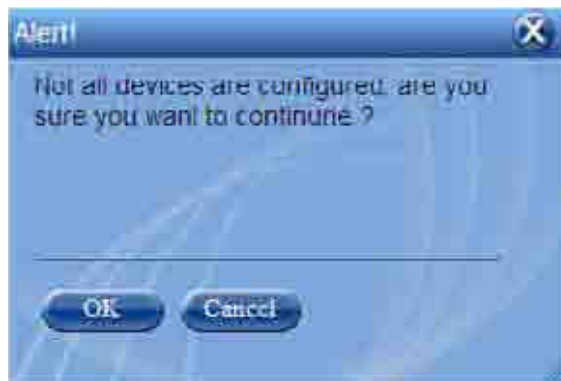 Alert!
Not all devices are configured, are you
sure you want to continune ?
OK
Cancel